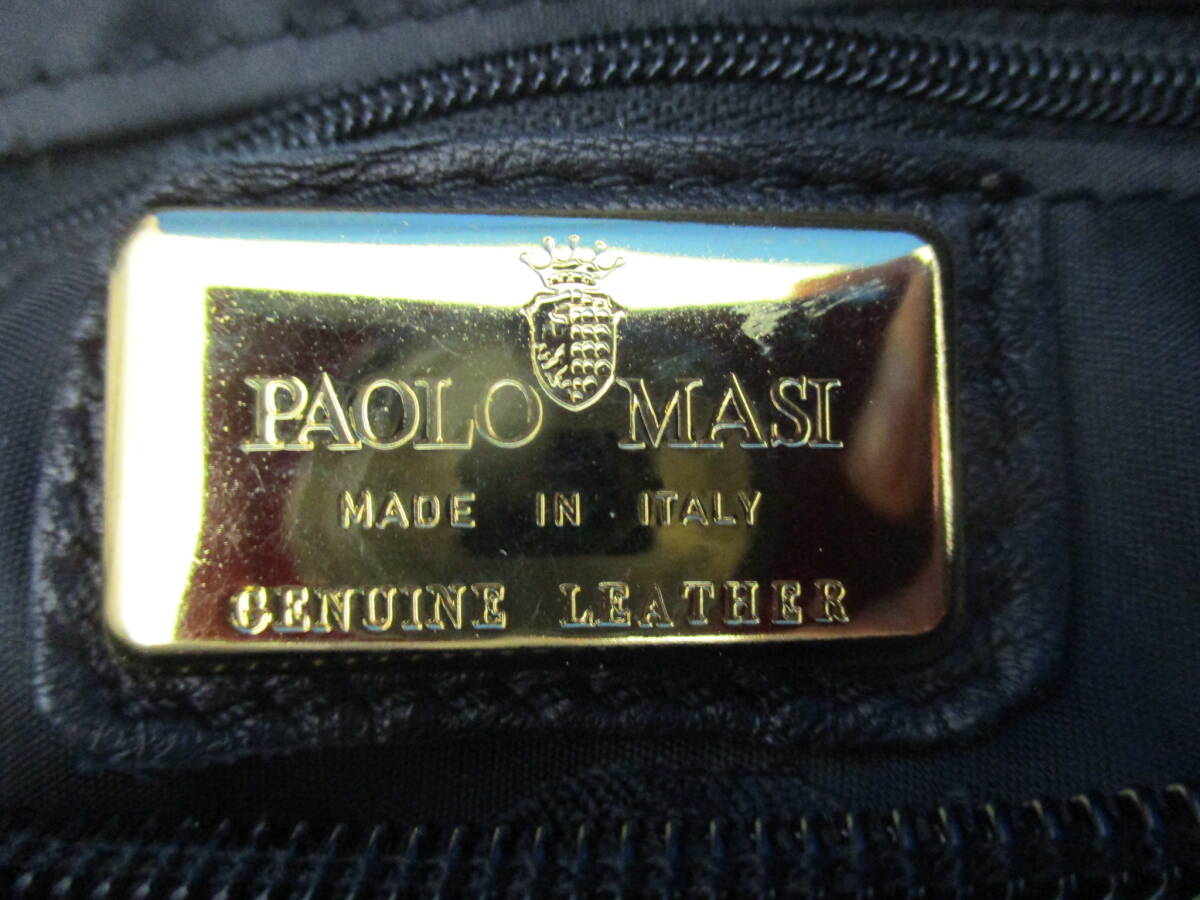 PAOLO MASI
MADE IN ITALY
GENUINE LEATHER